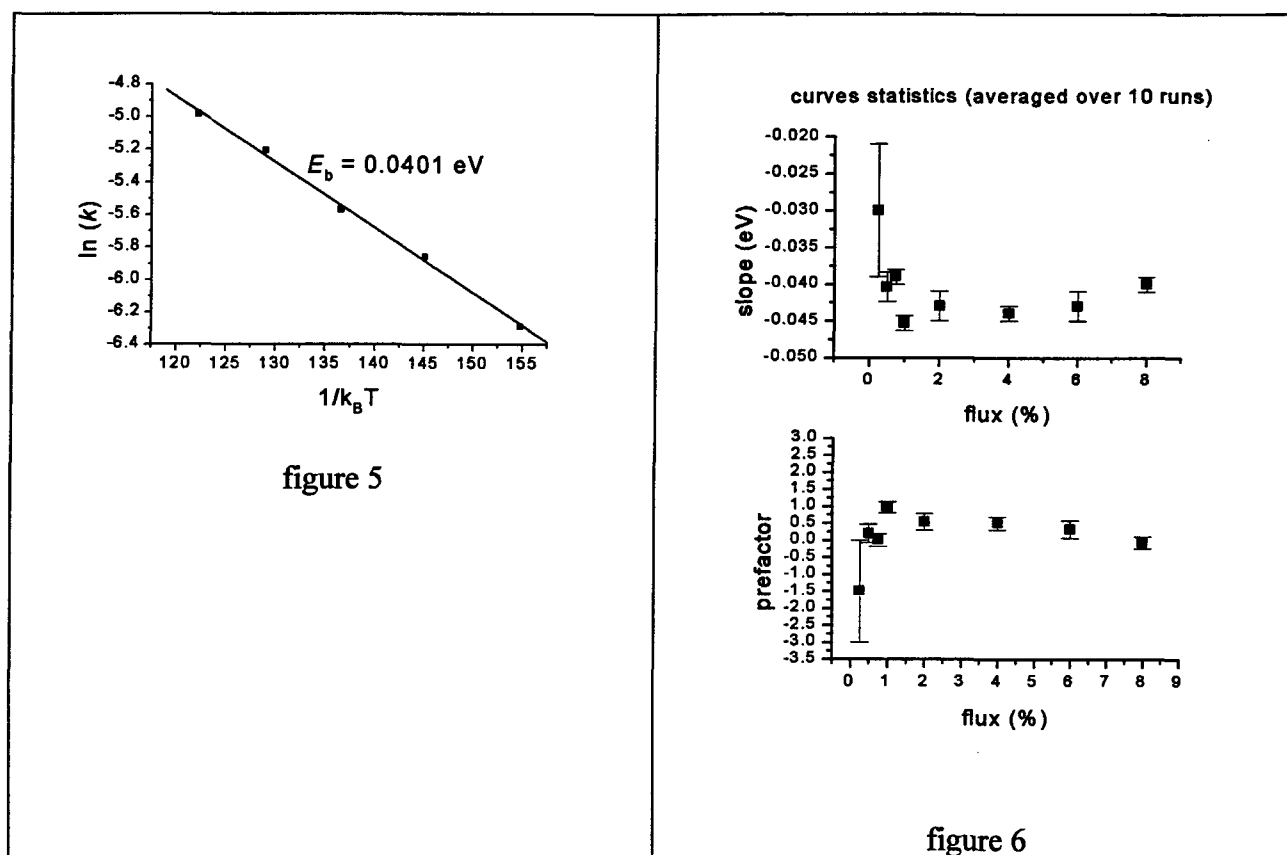 -4.8
-5.0
-5.2
-5.4
-5.6
-5.8
-6.0
-6.2
-6.4
ln (k)
E_b = 0.0401 eV
120 125 130 135 140 145 150 155
1/k_BT
figure 5
curves statistics (averaged over 10 runs)
-0.020
-0.025
-0.030
-0.035
-0.040
-0.045
-0.050
slope (eV)
0 2 4 6 8
flux (%)
3.0
2.5
2.0
1.5
1.0
0.5
0.0
-0.5
-1.0
-1.5
-2.0
-2.5
-3.0
-3.5
prefactor
0 1 2 3 4 5 6 7 8 9
flux (%)
figure 6